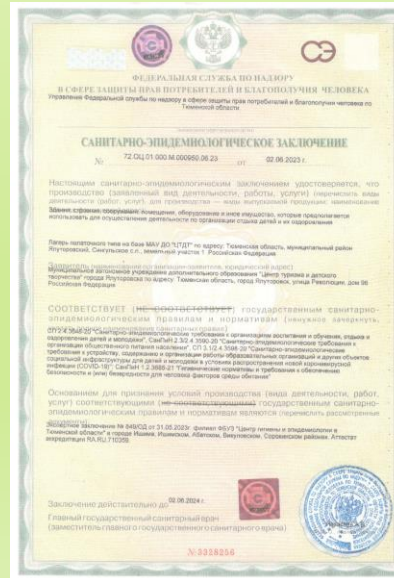 СЭ
ФЕДЕРАЛЬНАЯ СЛУЖБА ПО НАДЗОРУ
В СФЕРЕ ЗАЩИТЫ ПРАВ ПОТРЕБИТЕЛЕЙ И БЛАГОПОЛУЧИЯ ЧЕЛОВЕКА
Управление Федеральной службы по надзору в сфере защиты прав потребителей и благополучия человека по
Тюменской области
САНИТАРНО-ЭПИДЕМИОЛОГИЧЕСКОЕ ЗАКЛЮЧЕНИЕ
№ 72.ОЦ.01.000.М.000950.06.23 от 02.06.2023 г.
Настоящим санитарно-эпидемиологическим заключением удостоверяется, что
производство (заявленный вид деятельности, работы, услуги) (перечислить виды
деятельности (работ, услуг), для производства — виды выпускаемой продукции; наименование
Здания, строения, сооружения, помещения, оборудование и иное имущество, которые предполагается
использовать для осуществления деятельности по организации отдыха детей и их оздоровления
Лагерь палаточного типа на базе МАУ ДО "ЦТДТ" по адресу: Тюменская область, муниципальный район
Ялуторовский, Сингульское с.п., земельный участок 1 Российская Федерация
Заявитель
Муниципальное автономное учреждение дополнительного образования "Центр туризма и детского
творчества" города Ялуторовска по адресу: Тюменская область, город Ялуторовск, улица Революции, дом 96
Российская Федерация
СООТВЕТСТВУЕТ (НЕ СООТВЕТСТВУЕТ) государственным санитарно-
эпидемиологическим правилам и нормативам (ненужное зачеркнуть,
СП 2.4.3648-20 "Санитарно-эпидемиологические требования к организации воспитания и обучения, отдыха и
оздоровления детей и молодежи", СанПиН 2.3/2.4.3590-20 "Санитарно-эпидемиологические требования к
организации общественного питания населения", СП 3.1/2.4.3598-20 "Санитарно-эпидемиологические
требования к устройству, содержанию и организации работы образовательных организаций и других объектов
социальной инфраструктуры для детей и молодежи в условиях распространения новой коронавирусной
инфекции (COVID-19)", СанПиН 1.2.3685-21 "Гигиенические нормативы и требования к обеспечению
безопасности и (или) безвредности для человека факторов среды обитания"
Основанием для признания условий производства (вида деятельности, работ,
услуг) соответствующими (не соответствующими) государственным санитарно-
эпидемиологическим правилам и нормативам являются (перечислить рассмотренные
Экспертное заключение № 849/ОД от 31.05.2023г. филиал ФБУЗ "Центр гигиены и эпидемиологии в
Тюменской области" в городе Ишиме, Ишимском, Абатском, Викуловском, Сорокинском районах. Аттестат
аккредитации RA.RU.710258.
Заключение действительно до 02.06.2024 г.
Главный государственный санитарный врач
(заместитель главного государственного санитарного врача)
№ 3328256